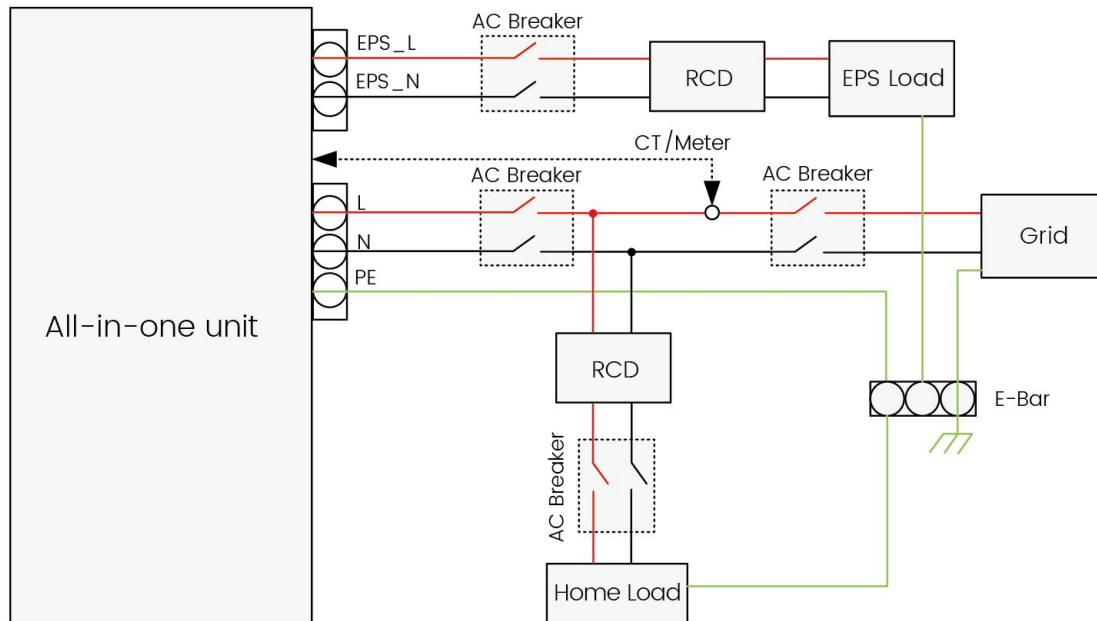 AC Breaker
EPS_L
EPS_N
RCD
EPS Load
CT/Meter
AC Breaker
AC Breaker
L
N
Grid
PE
All-in-one unit
RCD
E-Bar
AC Breaker
Home Load